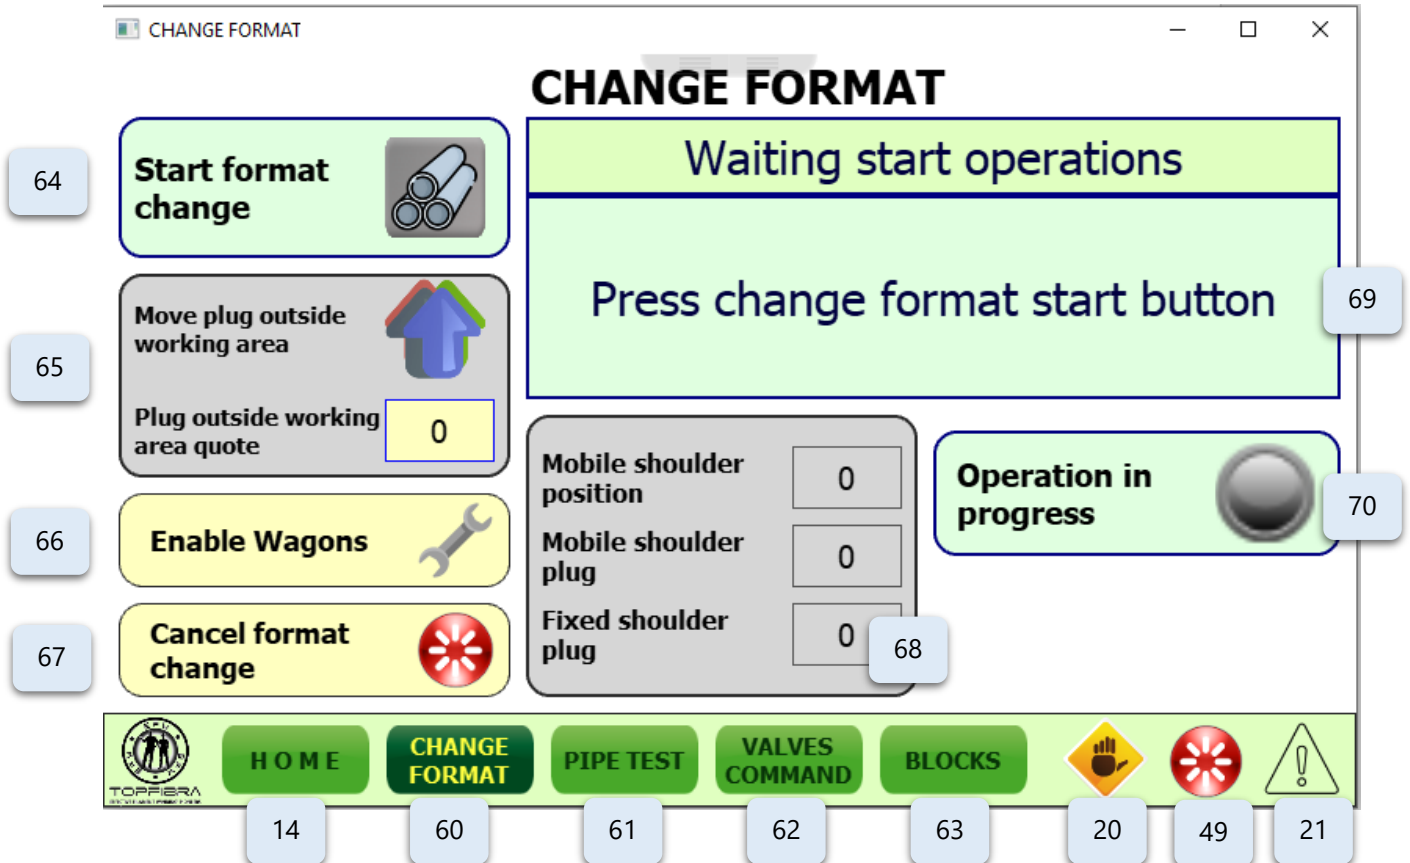 CHANGE FORMAT
CHANGE FORMAT
64
Start format
change
Waiting start operations
Press change format start button
69
65
Move plug outside
working area
Plug outside working
area quote
0
66
Enable Wagons
67
Cancel format
change
Mobile shoulder
position
0
Mobile shoulder
plug
0
Fixed shoulder
plug
0
68
Operation in
progress
70
TOPFIBRA
H O M E
CHANGE
FORMAT
PIPE TEST
VALVES
COMMAND
BLOCKS
14
60
61
62
63
20
49
21